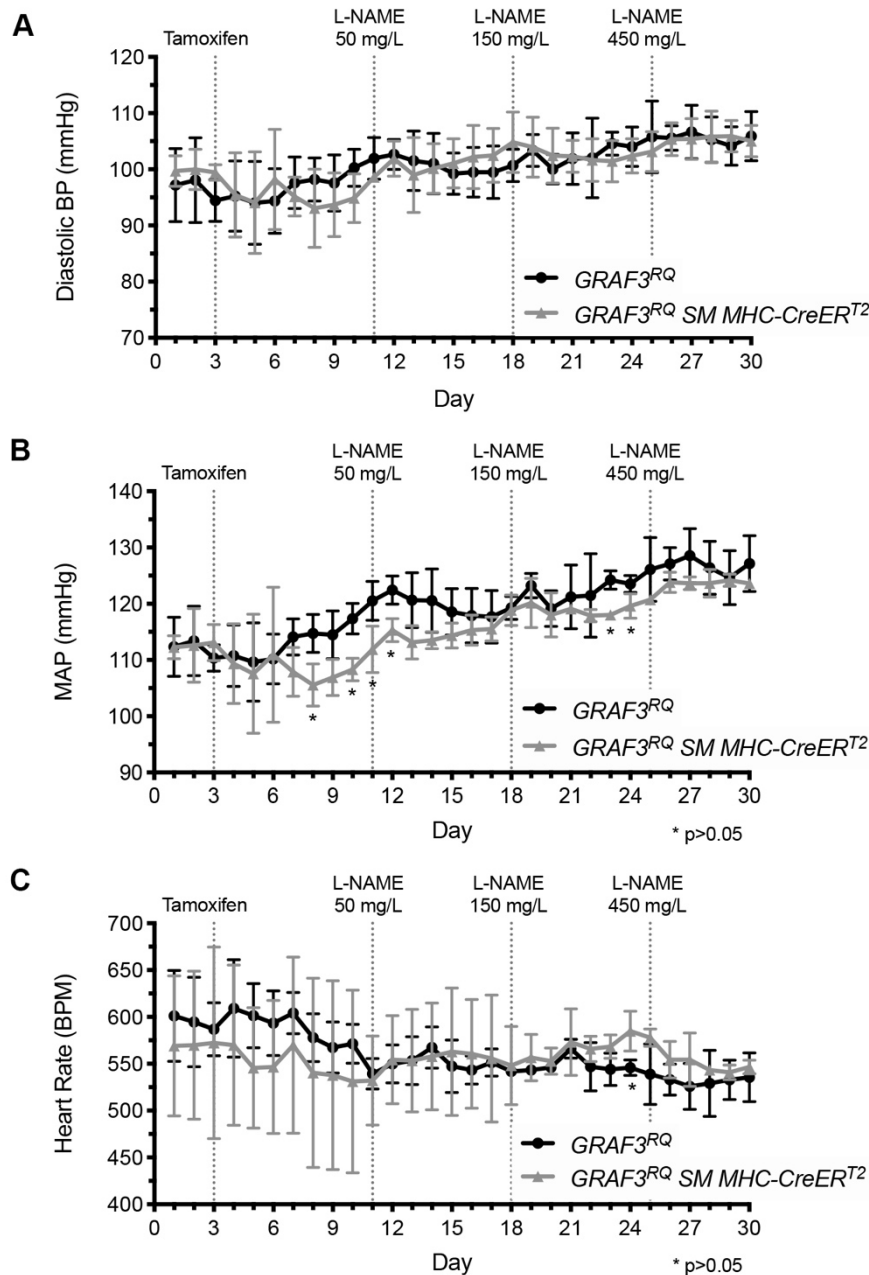 A
Tamoxifen
L-NAME
50 mg/L
L-NAME
150 mg/L
L-NAME
450 mg/L
Diastolic BP (mmHg)
120
110
100
90
80
70
GRAF3RQ
GRAF3RQ SM MHC-CreERT2
0 3 6 9 12 15 18 21 24 27 30
Day
B
Tamoxifen
L-NAME
50 mg/L
L-NAME
150 mg/L
L-NAME
450 mg/L
MAP (mmHg)
140
130
120
110
100
90
* * * * * *
GRAF3RQ
GRAF3RQ SM MHC-CreERT2
0 3 6 9 12 15 18 21 24 27 30
Day
* p>0.05
C
Tamoxifen
L-NAME
50 mg/L
L-NAME
150 mg/L
L-NAME
450 mg/L
Heart Rate (BPM)
700
650
600
550
500
450
400
*
GRAF3RQ
GRAF3RQ SM MHC-CreERT2
0 3 6 9 12 15 18 21 24 27 30
Day
* p>0.05